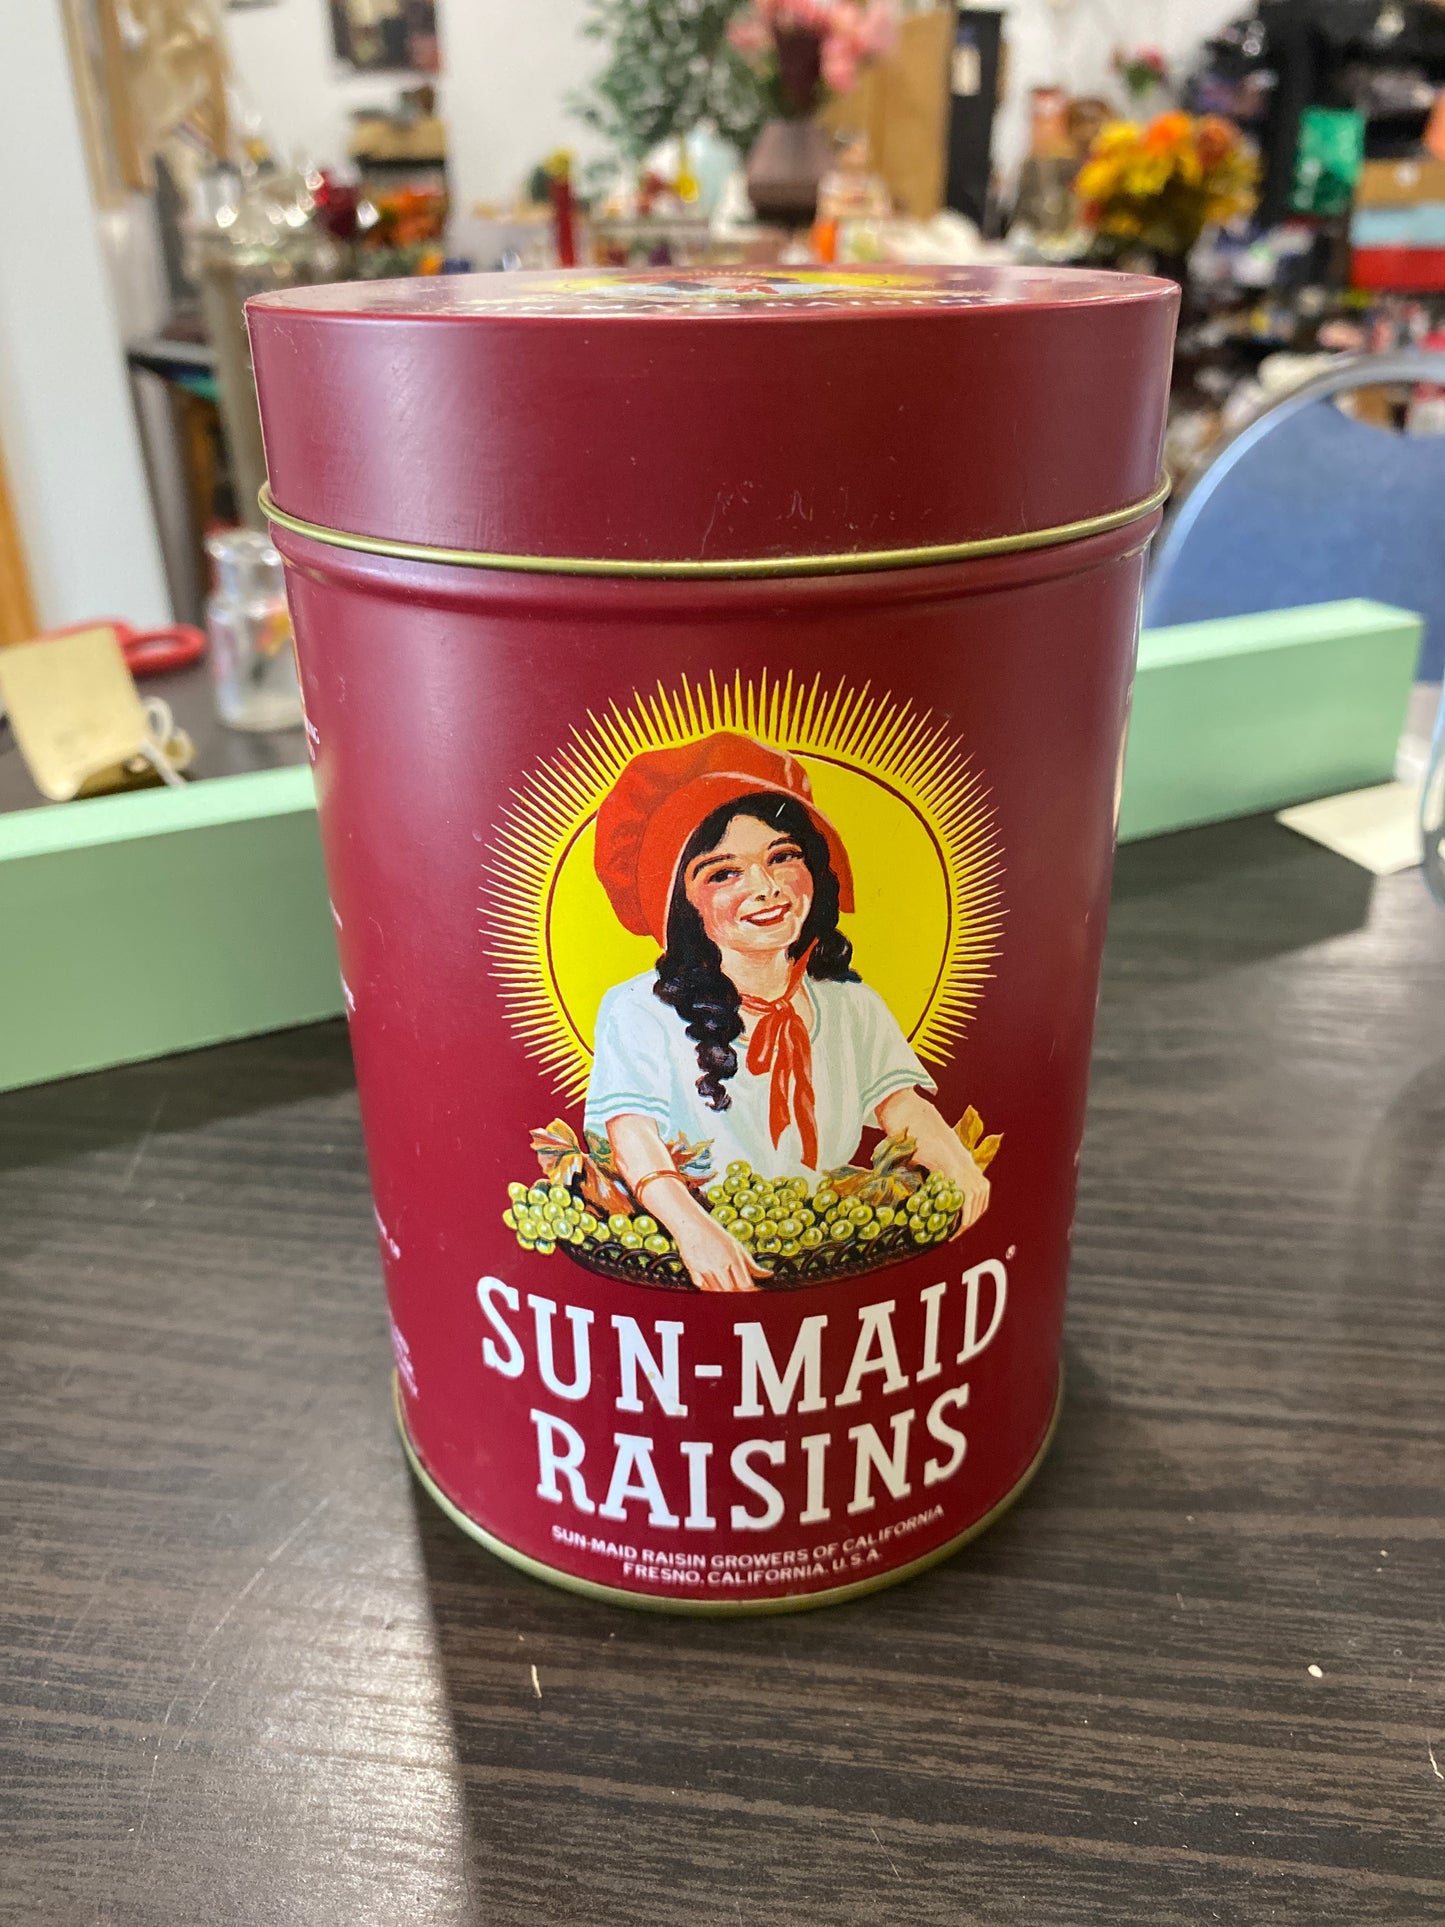 SUN-MAID®
RAISINS
SUN-MAID RAISIN GROWERS OF CALIFORNIA
FRESNO, CALIFORNIA, U.S.A.